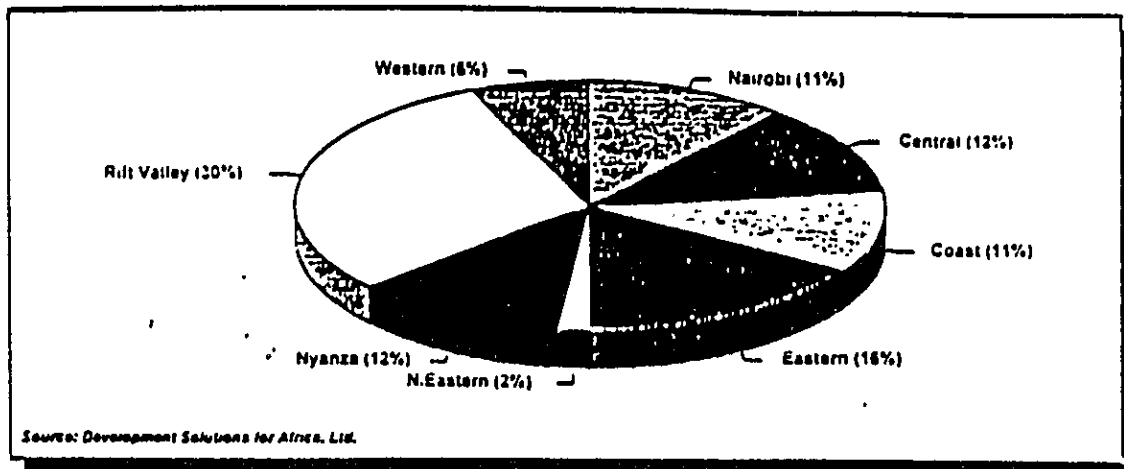 Western (6%)
Nairobi (11%)
Central (12%)
Rift Valley (30%)
Coast (11%)
Nyanza (12%)
Eastern (16%)
N.Eastern (2%)
Source: Development Solutions for Africa, Ltd.